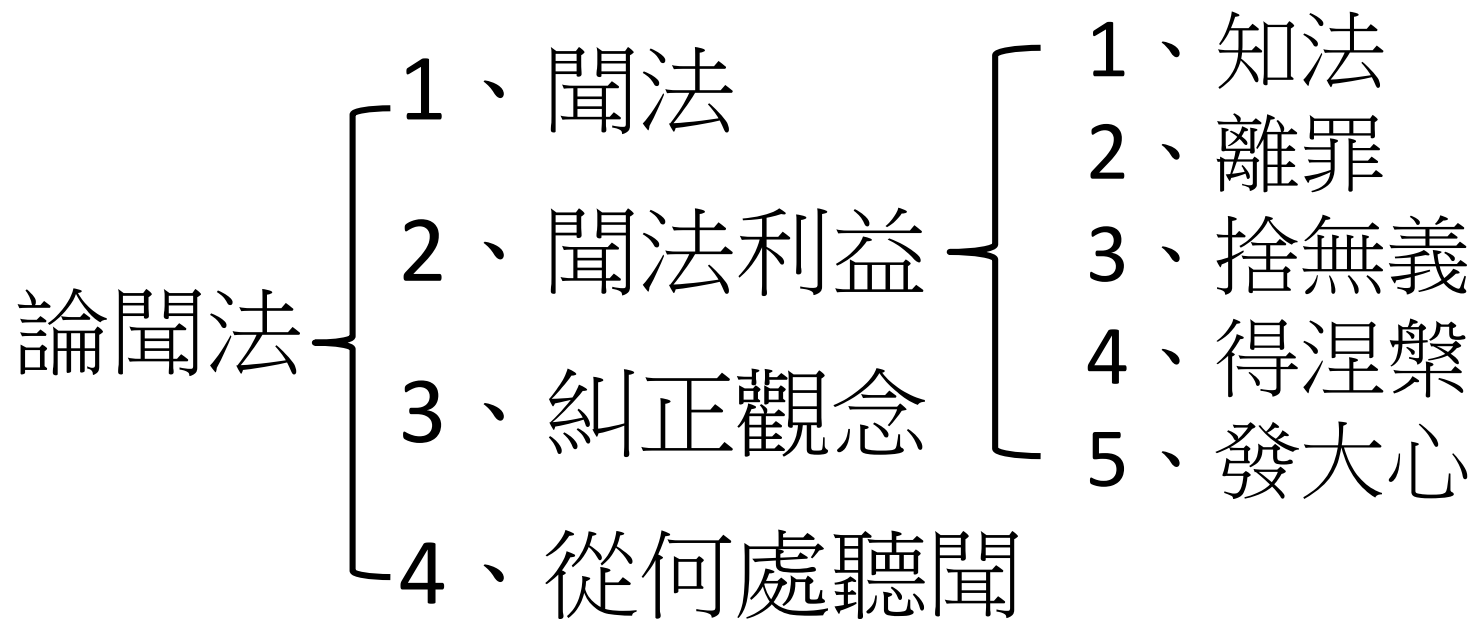 論聞法
1、聞法
2、聞法利益
3、糾正觀念
4、從何處聽聞
1、知法
2、離罪
3、捨無義
4、得涅槃
5、發大心